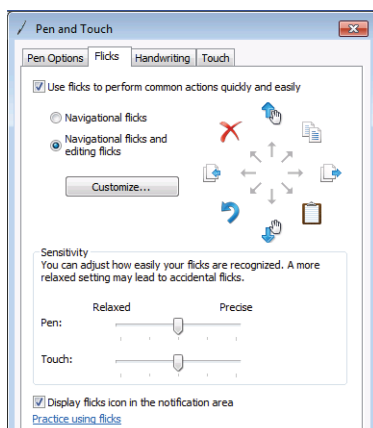 Pen and Touch
Pen Options Flicks Handwriting Touch
Use flicks to perform common actions quickly and easily
Navigational flicks
Navigational flicks and
editing flicks
Customize...
Sensitivity
You can adjust how easily your flicks are recognized. A more
relaxed setting may lead to accidental flicks.
Relaxed Precise
Pen:
Touch:
Display flicks icon in the notification area
Practice using flicks